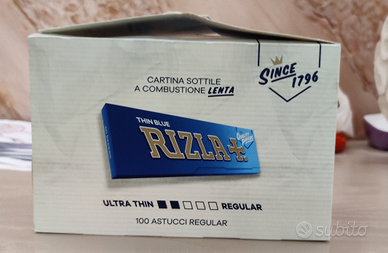 CARTINA SOTTILE
A COMBUSTIONE LENTA
SINCE
1796
THIN BLUE
RIZLA+
ULTRA THIN REGULAR
100 ASTUCCI REGULAR
subito